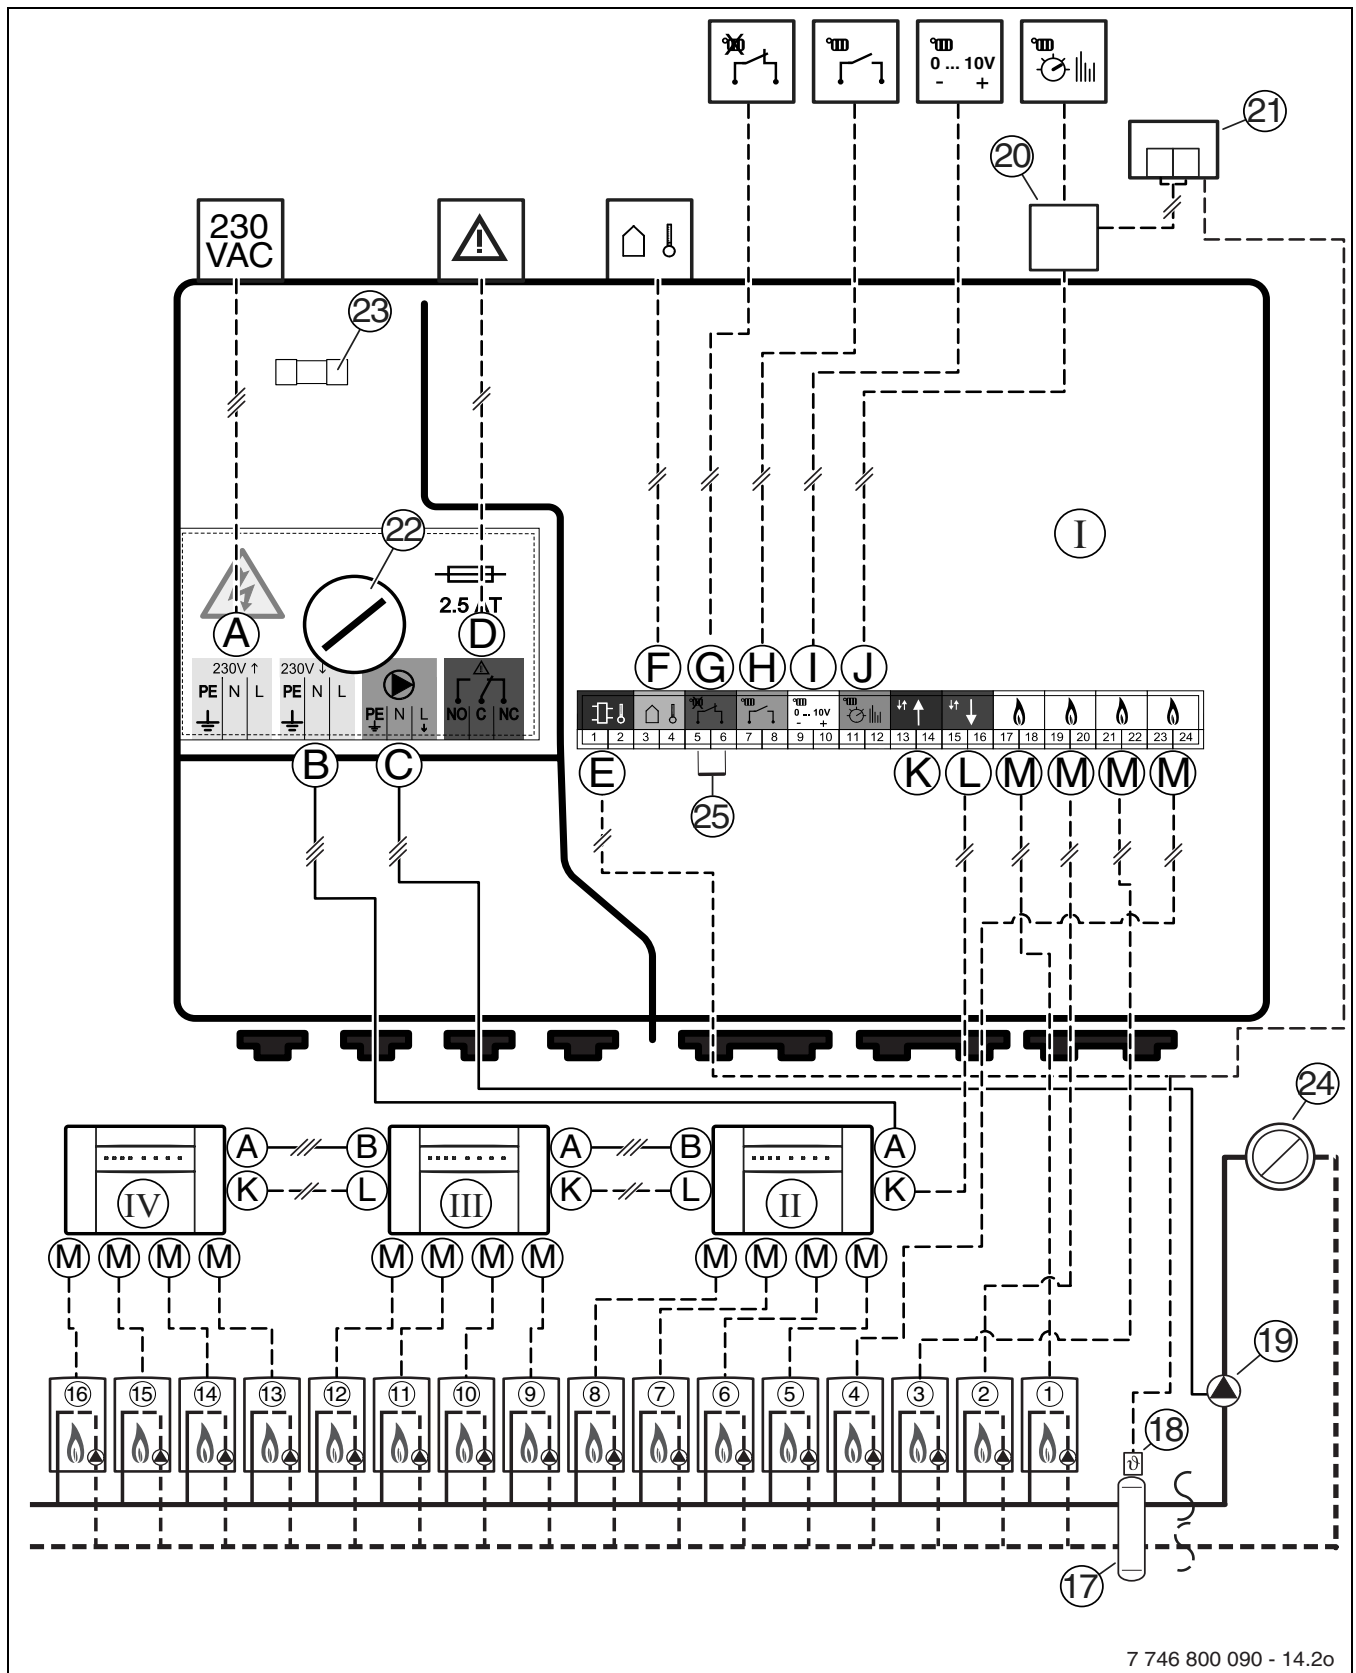 0 ... 10V
- +
21
20
230
VAC
23
I
22
2.5 AT
A
D
F
G
H
I
J
230V ↑
230V ↓
PE N L
PE N L
PE N L
NO C NC
0 ... 10V
- +
1 2 3 4 5 6 7 8 9 10 11 12 13 14 15 16 17 18 19 20 21 22 23 24
B
C
E
K
L
M
M
M
M
25
24
IV
A
B
III
A
B
II
A
K
L
K
L
K
M M M M
M M M M
M M M M
19
16 15 14 13 12 11 10 9 8 7 6 5 4 3 2 1
18
ϑ
17
7 746 800 090 - 14.2o